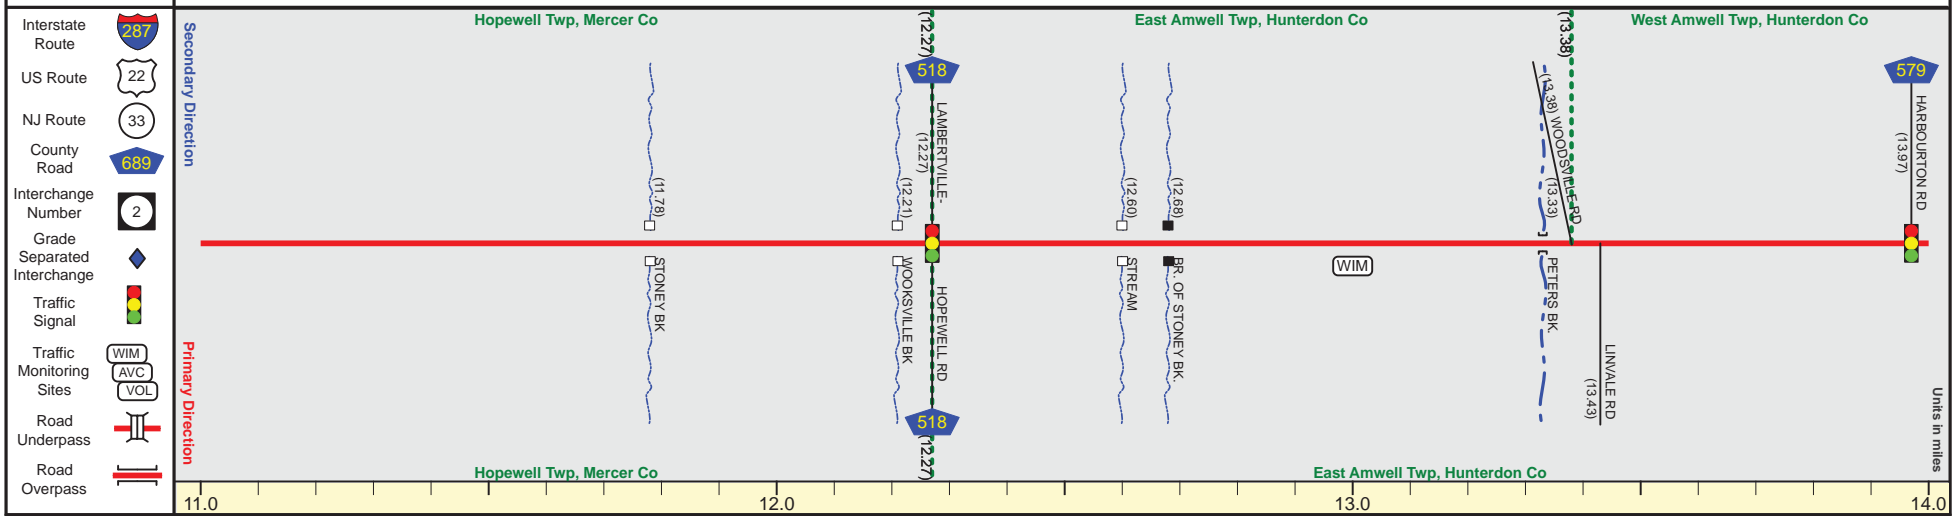 Interstate
Route
287
US Route
22
NJ Route
33
County
Road
689
Interchange
Number
2
Grade
Separated
Interchange
Traffic
Signal
Traffic
Monitoring
Sites
WIM
AVC
VOL
Road
Underpass
Road
Overpass
Secondary Direction
Primary Direction
Hopewell Twp, Mercer Co
East Amwell Twp, Hunterdon Co
West Amwell Twp, Hunterdon Co
(11.78)
STONEY BK
(12.21)
WOOKSVILLE BK
(12.27)
518
LAMBERTVILLE-
(12.27)
HOPEWELL RD
518
(12.27)
(12.60)
STREAM
(12.68)
BR. OF STONEY BK.
WIM
(13.38)
(13.38) WOODSVILLE RD
(13.33)
PETERS BK.
LINVALE RD
(13.43)
579
HARBOURTON RD
(13.97)
Hopewell Twp, Mercer Co
East Amwell Twp, Hunterdon Co
Units in miles
11.0
12.0
13.0
14.0